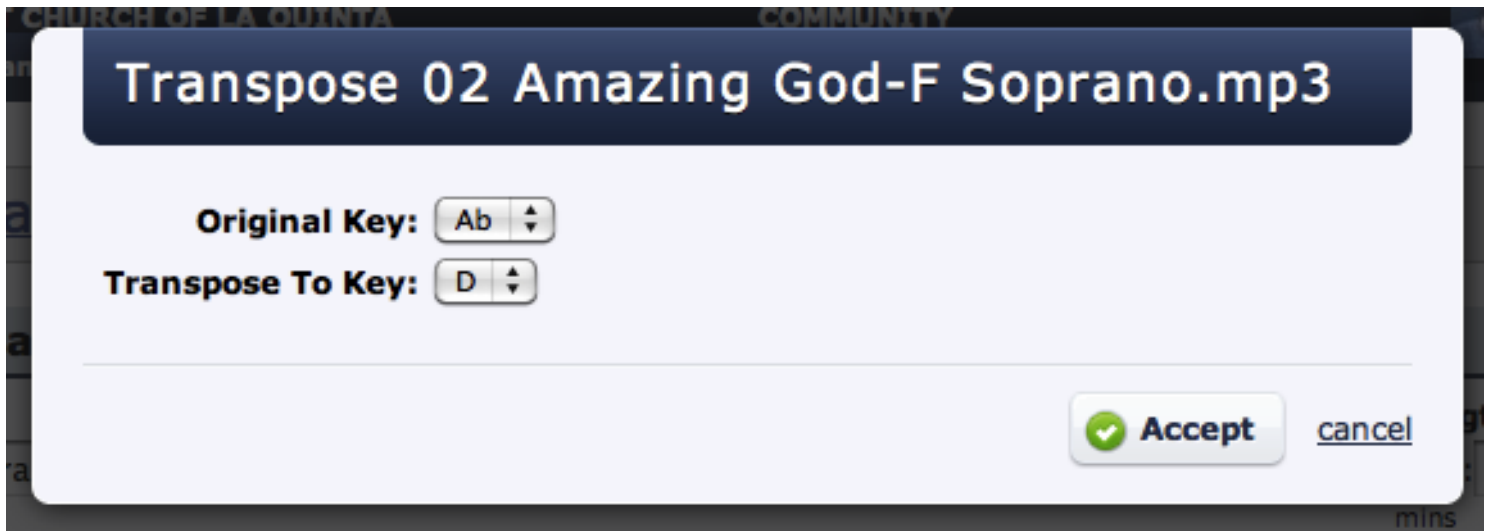 CHURCH OF LA QUINTA
COMMUNITY
Transpose 02 Amazing God-F Soprano.mp3
Original Key: Ab
Transpose To Key: D
Accept cancel
mins